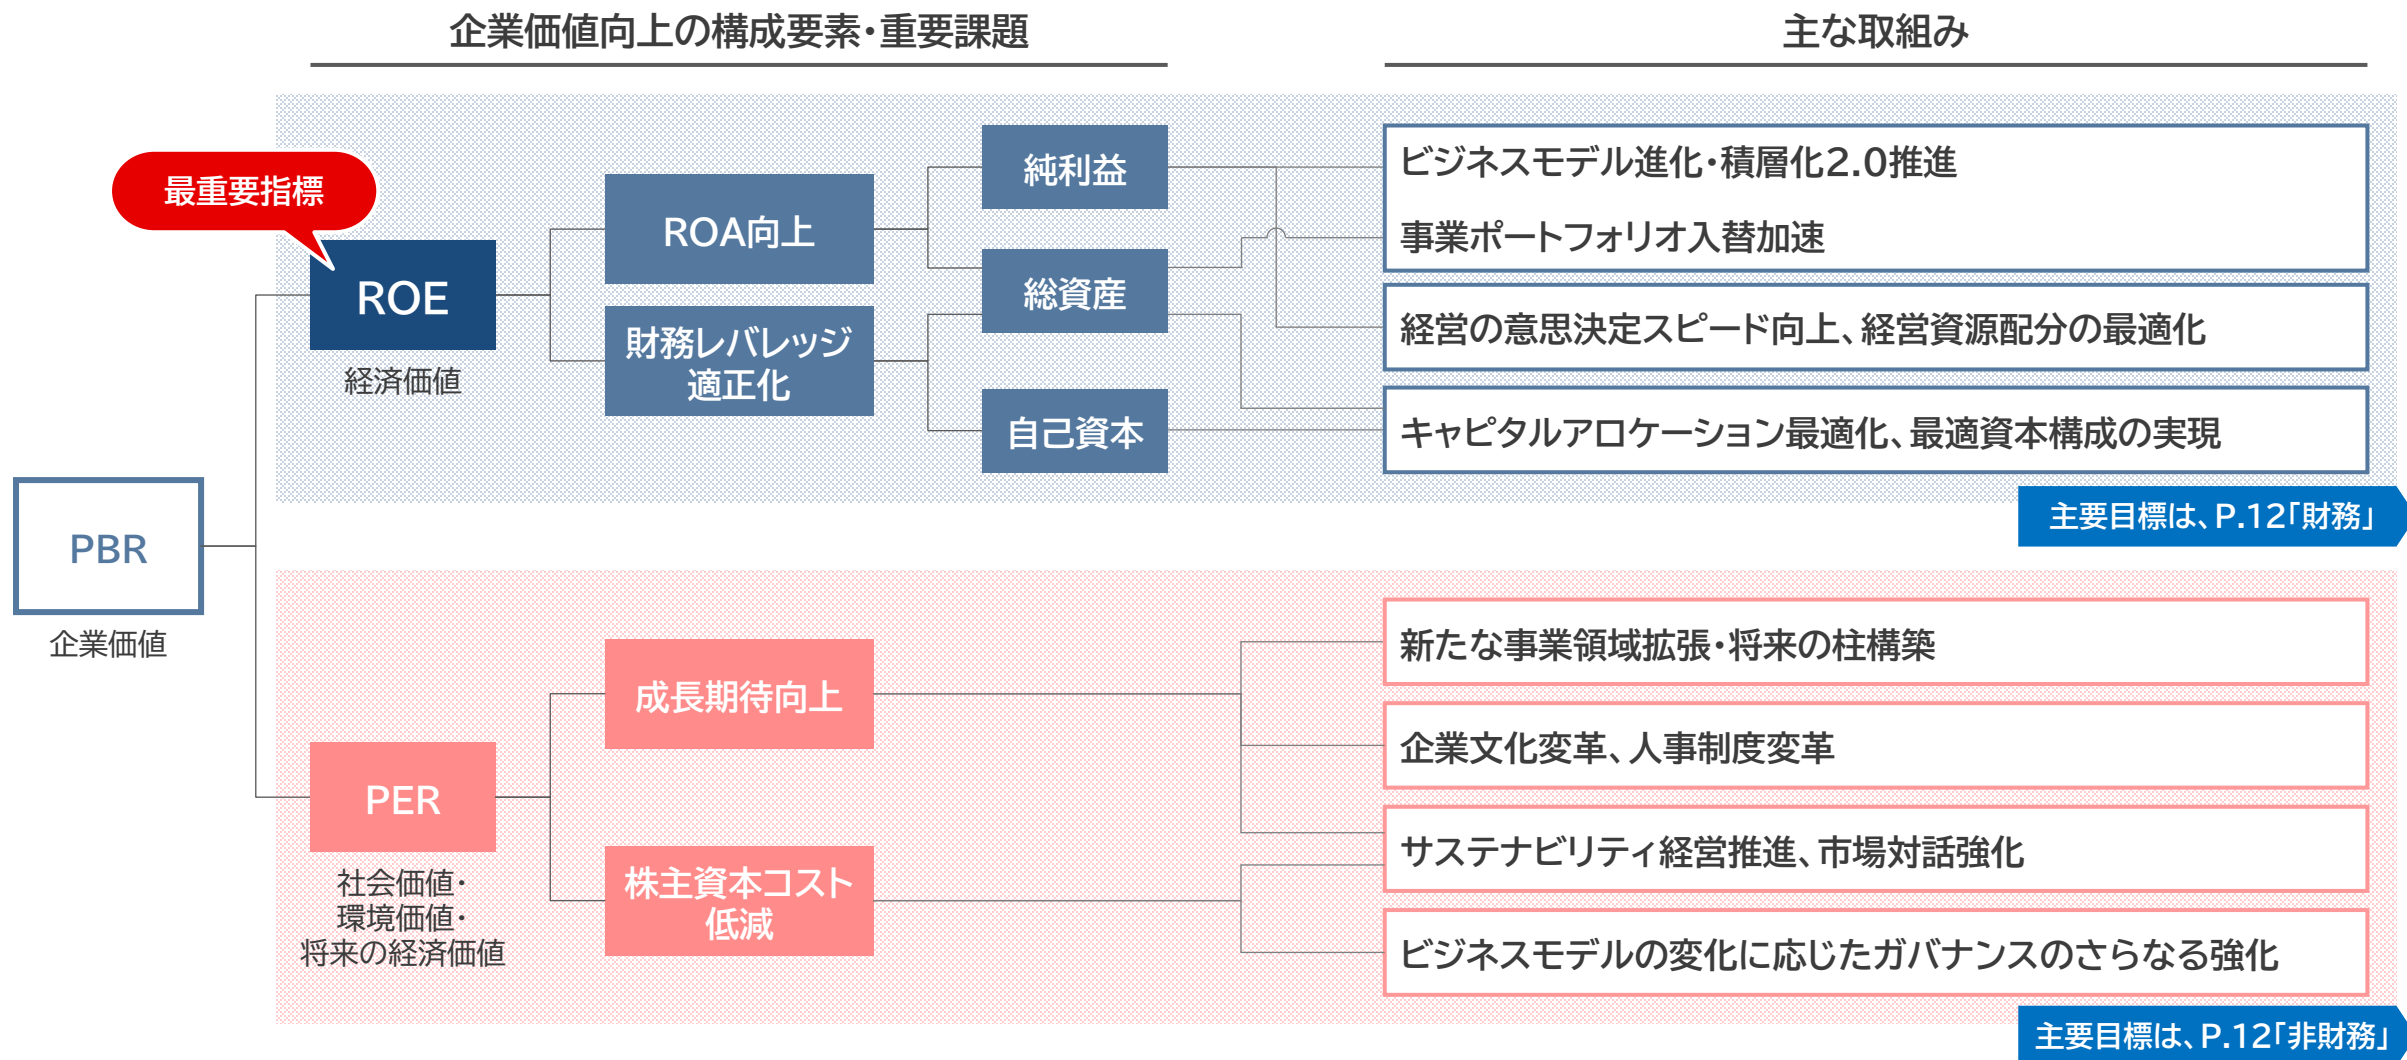 企業価値向上の構成要素・重要課題
主な取組み
最重要指標
ROE
経済価値
ROA向上
財務レバレッジ
適正化
純利益
総資産
自己資本
ビジネスモデル進化・積層化2.0推進
事業ポートフォリオ入替加速
経営の意思決定スピード向上、経営資源配分の最適化
キャピタルアロケーション最適化、最適資本構成の実現
主要目標は、P.12「財務」
PBR
企業価値
PER
社会価値・
環境価値・
将来の経済価値
成長期待向上
株主資本コスト
低減
新たな事業領域拡張・将来の柱構築
企業文化変革、人事制度変革
サステナビリティ経営推進、市場対話強化
ビジネスモデルの変化に応じたガバナンスのさらなる強化
主要目標は、P.12「非財務」